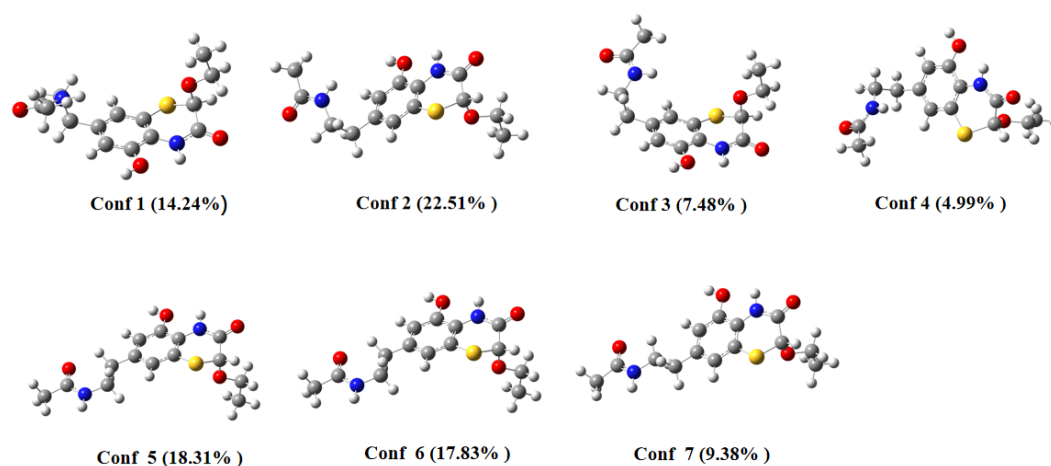 Conf 1 (14.24%)
Conf 2 (22.51% )
Conf 3 (7.48% )
Conf 4 (4.99% )
Conf 5 (18.31% )
Conf 6 (17.83% )
Conf 7 (9.38% )